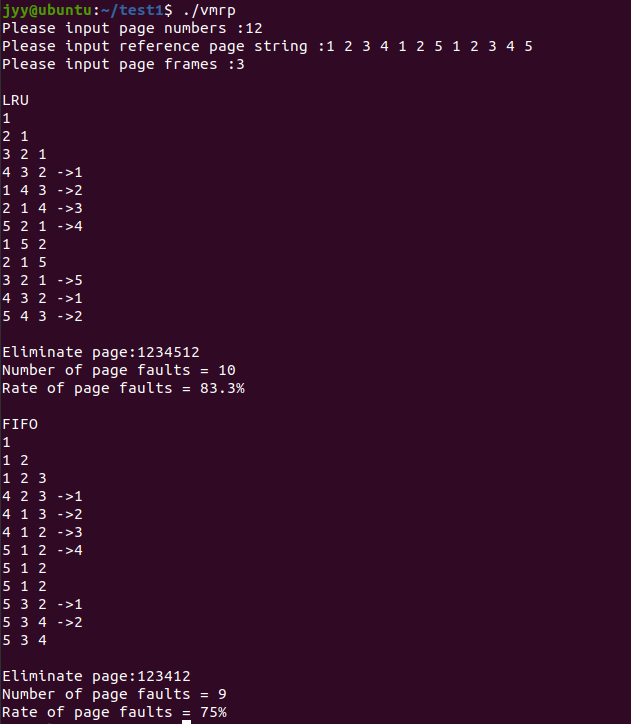 jyy@ubuntu:~/test1$ ./vmrp
Please input page numbers :12
Please input reference page string :1 2 3 4 1 2 5 1 2 3 4 5
Please input page frames :3
LRU
1
2 1
3 2 1
4 3 2 ->1
1 4 3 ->2
2 1 4 ->3
5 2 1 ->4
1 5 2
2 1 5
3 2 1 ->5
4 3 2 ->1
5 4 3 ->2
Eliminate page:1234512
Number of page faults = 10
Rate of page faults = 83.3%
FIFO
1
1 2
1 2 3
4 2 3 ->1
4 1 3 ->2
4 1 2 ->3
5 1 2 ->4
5 1 2
5 1 2
5 3 2 ->1
5 3 4 ->2
5 3 4
Eliminate page:123412
Number of page faults = 9
Rate of page faults = 75%